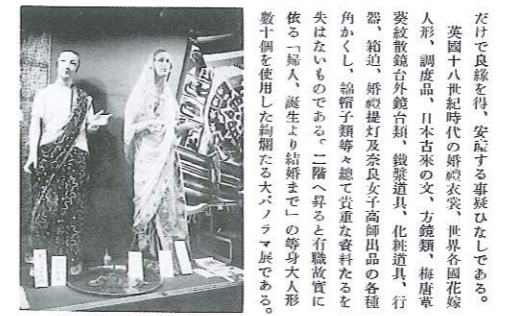 だけで良縁を得、安産する事疑ひなしである。
英國十八世紀時代の婚禮衣裳、世界各國花嫁
人形、調度品、日本古來の文、方鏡類、梅唐草
葵紋散鏡台外鏡台類、鐵漿道具、化粧道具、行
器、箱迫、婚禮提灯及奈良女子高師出品の各種
角かくし、綿帽子類等々總て貴重な資料たるを
失はないものである。二階へ昇ると有職故實に
依る「婦人、誕生より結婚まで」の等身大人形
數十個を使用した絢爛たる大パノラマ展である。